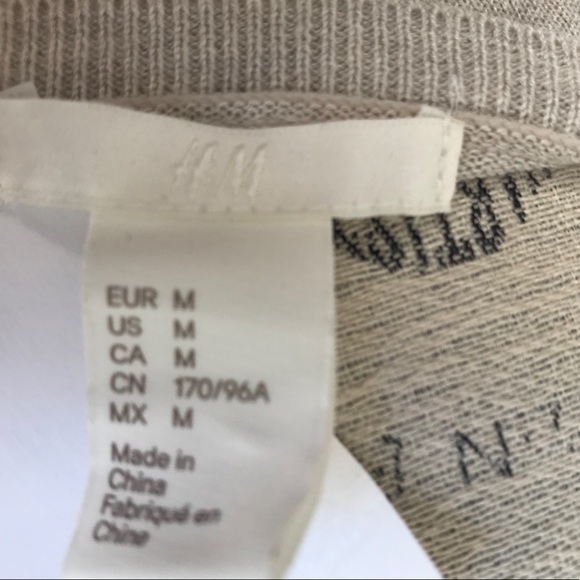 H&M
EUR M
US M
CA M
CN 170/96A
MX M
Made in
China
Fabriqué en
Chine